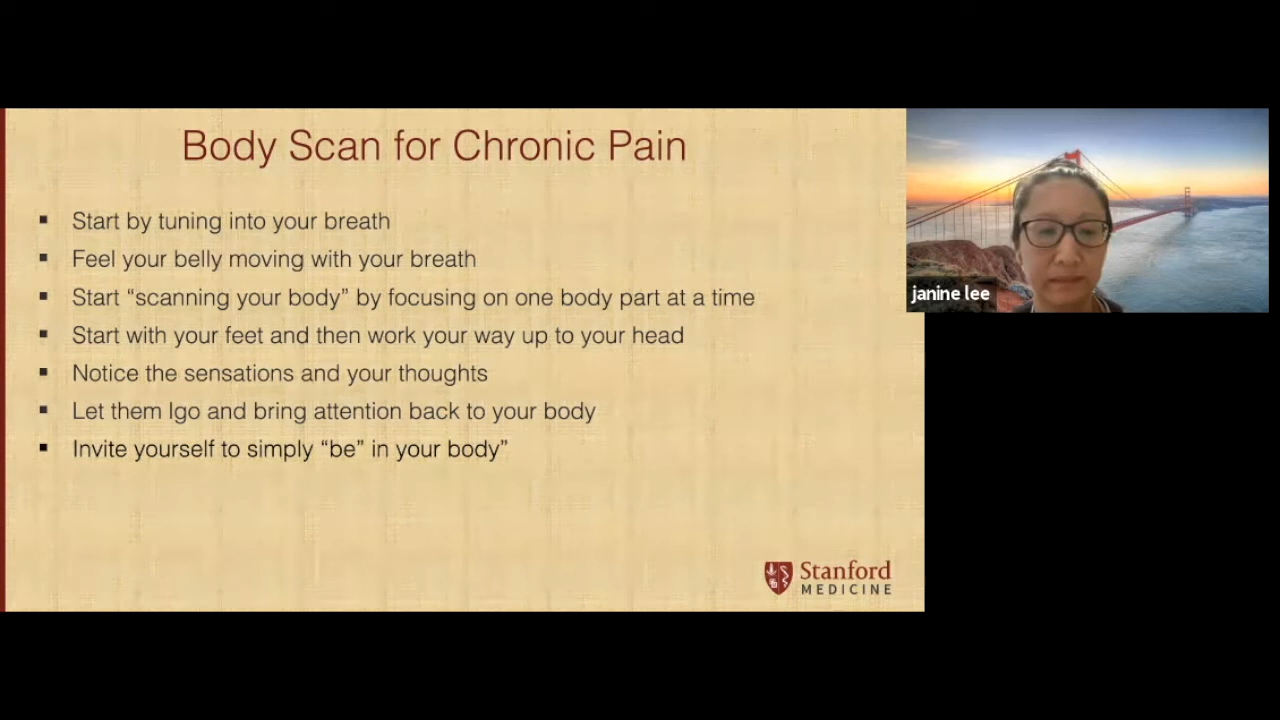 Body Scan for Chronic Pain
▪ Start by tuning into your breath
▪ Feel your belly moving with your breath
▪ Start “scanning your body” by focusing on one body part at a time
▪ Start with your feet and then work your way up to your head
▪ Notice the sensations and your thoughts
▪ Let them lgo and bring attention back to your body
▪ Invite yourself to simply “be” in your body”
janine lee
Stanford
MEDICINE